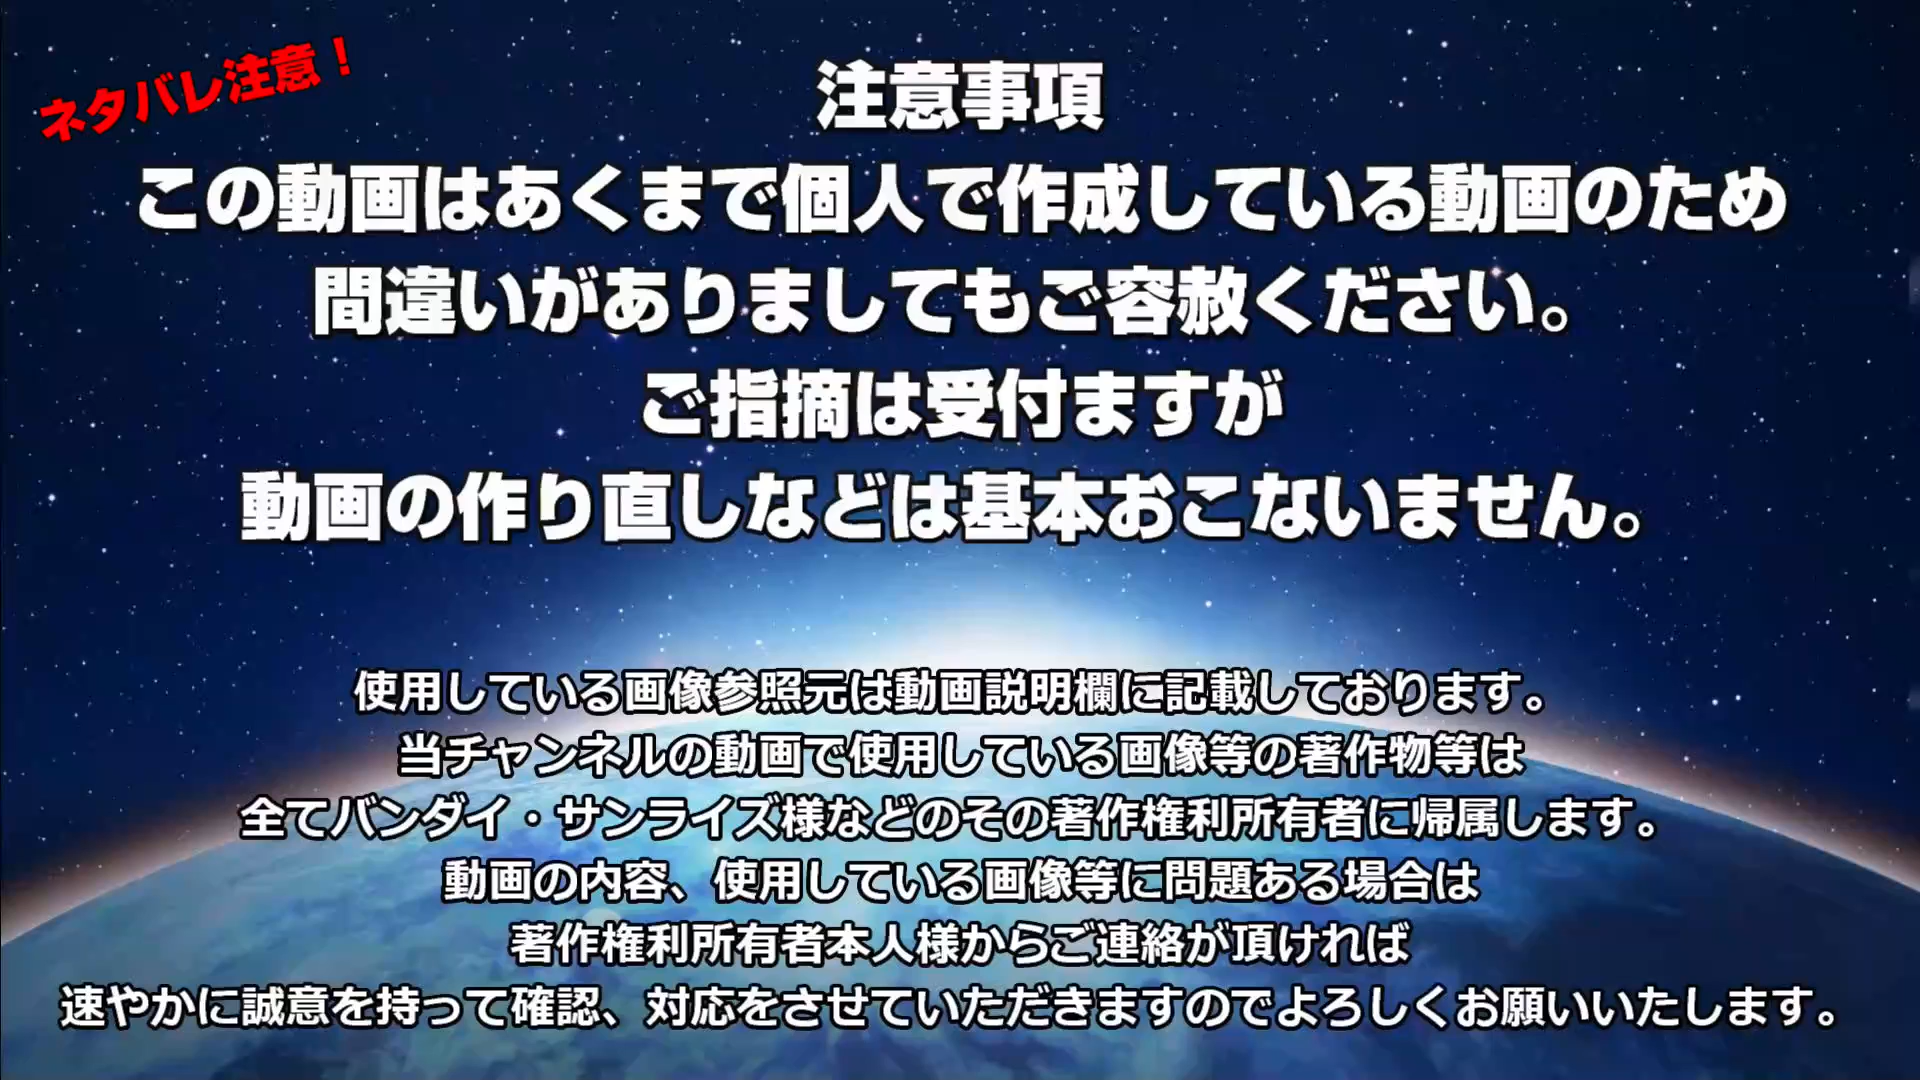 ネタバレ注意！
注意事項
この動画はあくまで個人で作成している動画のため
間違いがありましてもご容赦ください。
ご指摘は受付ますが
動画の作り直しなどは基本おこないません。
使用している画像参照元は動画説明欄に記載しております。
当チャンネルの動画で使用している画像等の著作物等は
全てバンダイ・サンライズ様などのその著作権利所有者に帰属します。
動画の内容、使用している画像等に問題ある場合は
著作権利所有者本人様からご連絡が頂ければ
速やかに誠意を持って確認、対応をさせていただきますのでよろしくお願いいたします。